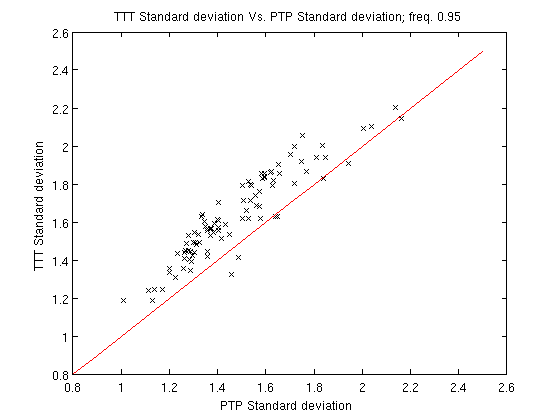 TTT Standard deviation Vs. PTP Standard deviation; freq. 0.95
2.6
2.4
2.2
2
1.8
1.6
1.4
1.2
1
0.8
TTT Standard deviation
0.8 1 1.2 1.4 1.6 1.8 2 2.2 2.4 2.6
PTP Standard deviation